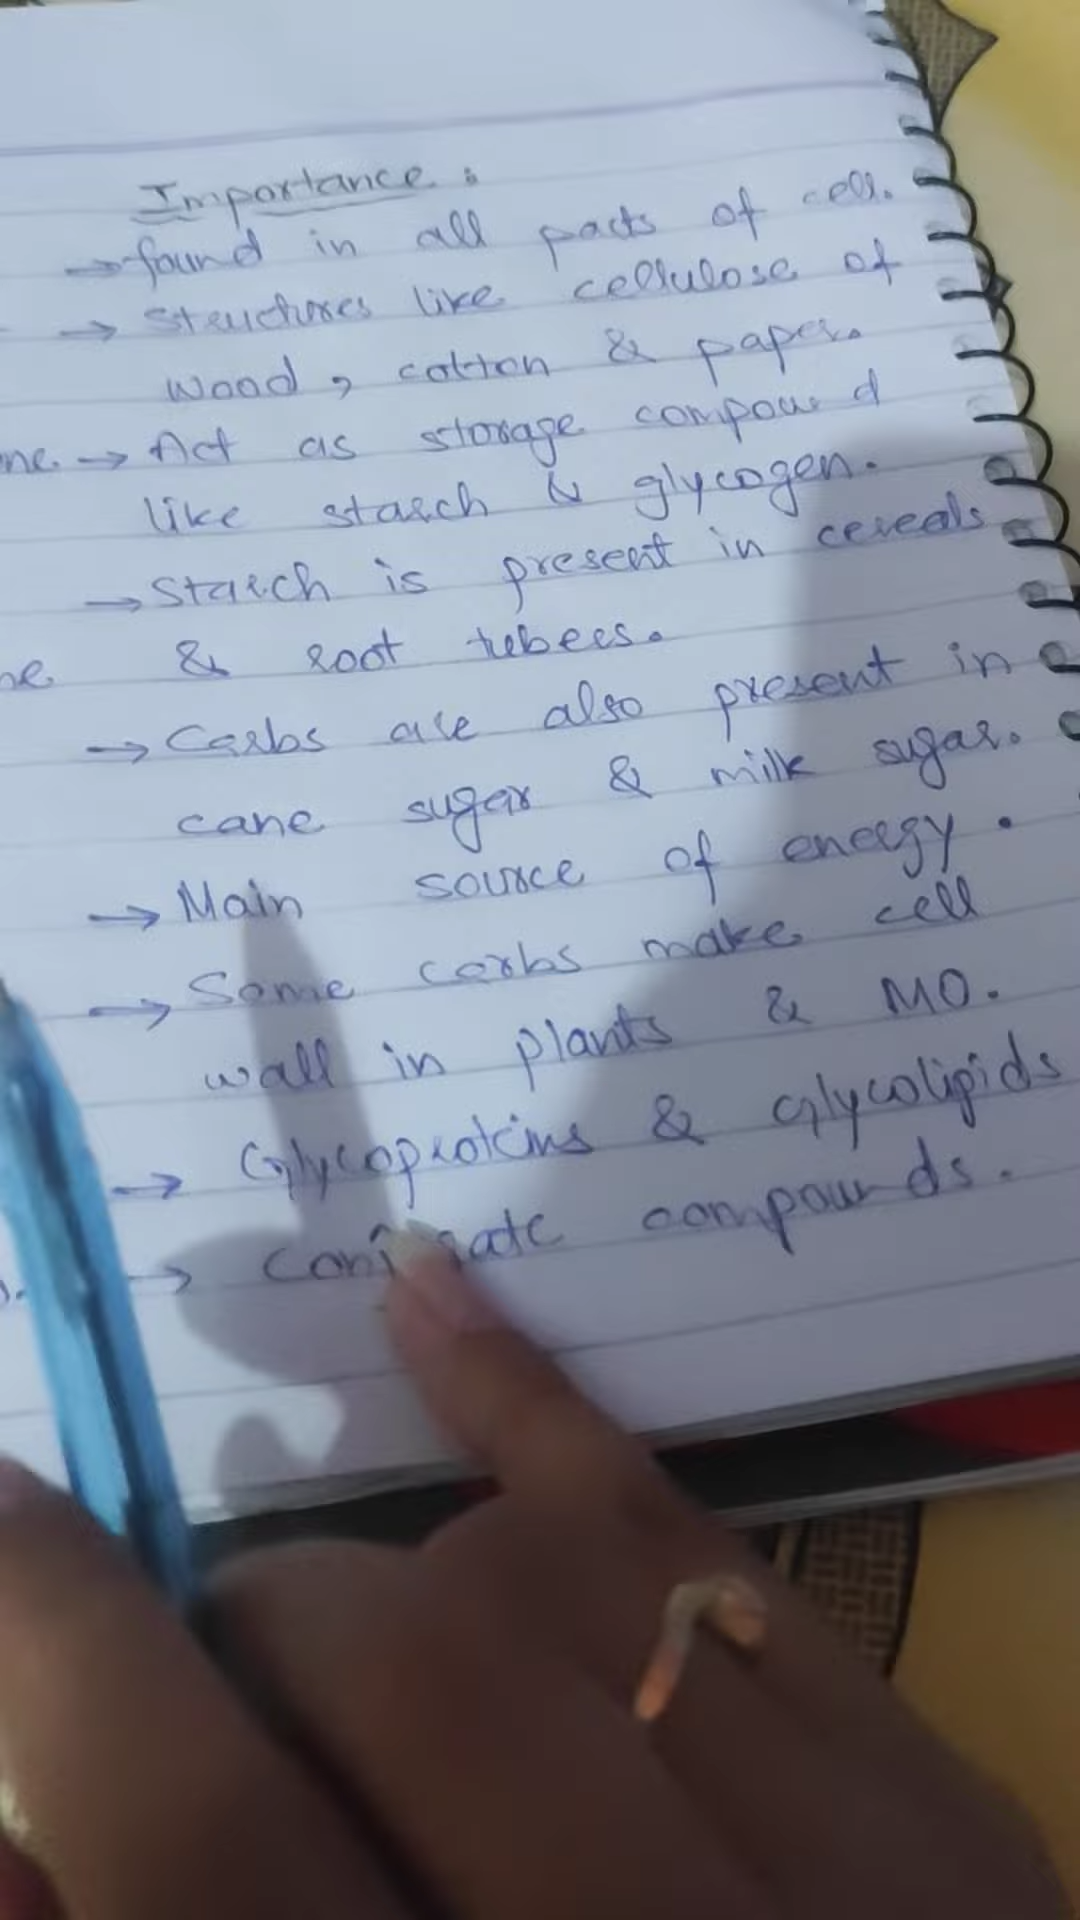 Importance :
→ found in all parts of cell.
→ structures like cellulose of
wood, cotton & paper.
ne. → Act as storage compound
like starch & glycogen.
→ Starch is present in cereals
& root tubers.
he
→ Carbs are also present in
cane sugar & milk sugar.
→ Main source of energy.
→ Some carbs make cell
wall in plants & MO.
→ Glycoproteins & Glycolipids
→ compounds.